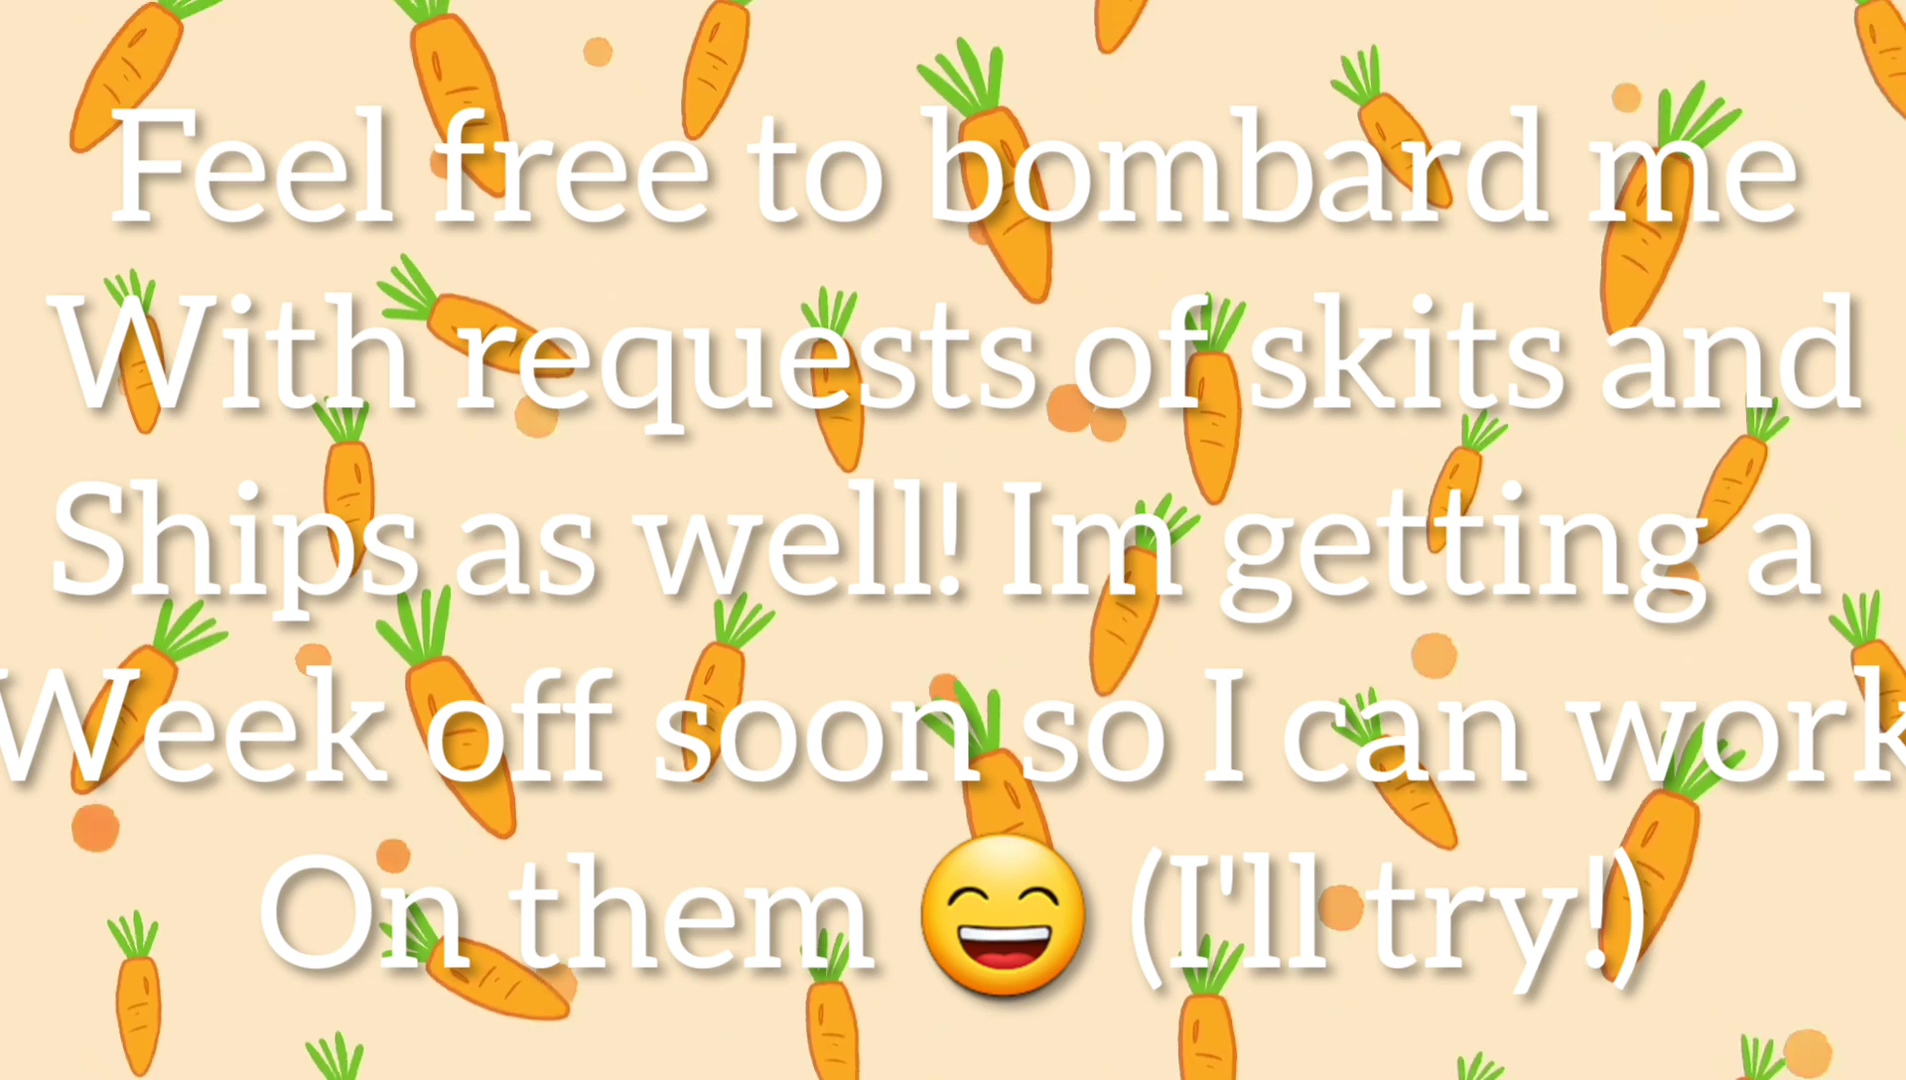 Feel free to bombard me
With requests of skits and
Ships as well! Im getting a
Week off soon so I can work
On them 😄 (I'll try!)